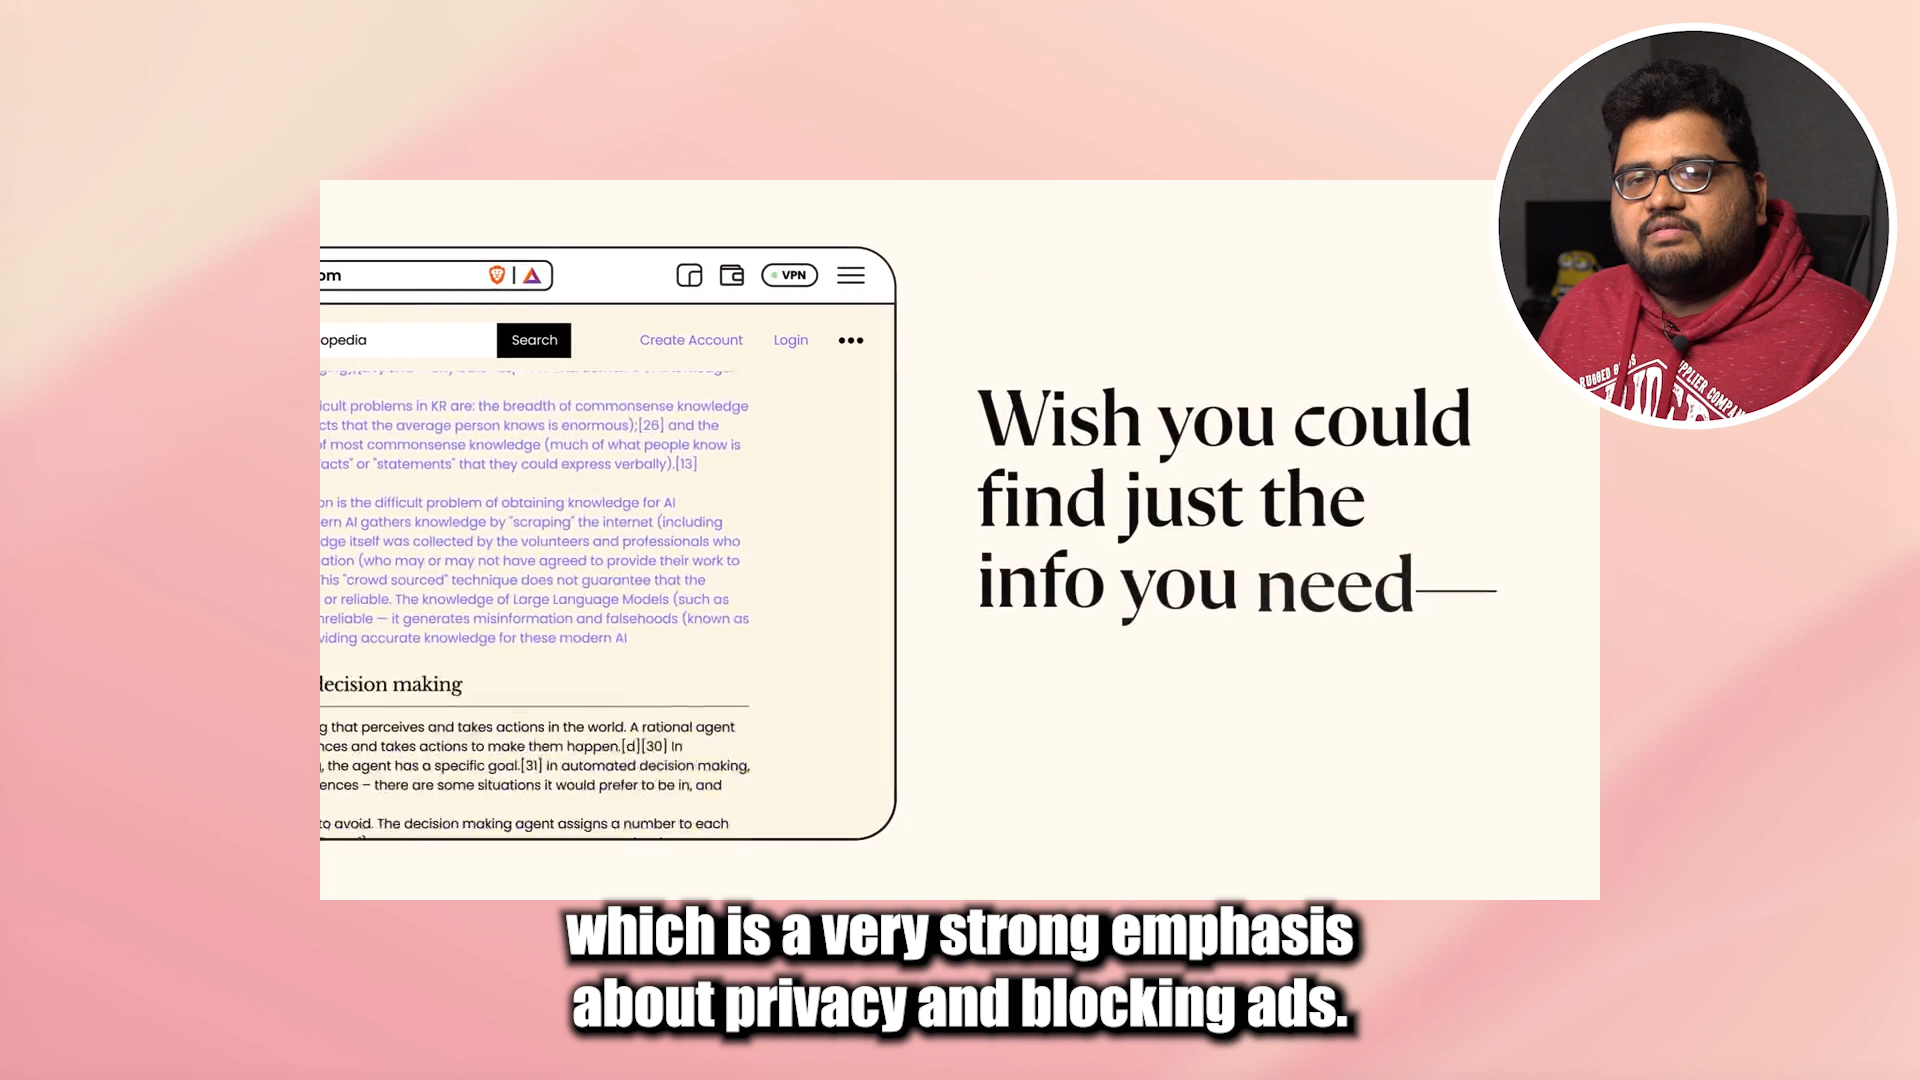 om
VPN
opedia
Search
Create Account
Login
icult problems in KR are: the breadth of commonsense knowledge
cts that the average person knows is enormous);[26] and the
of most commonsense knowledge (much of what people know is
acts" or "statements" that they could express verbally).[13]
on is the difficult problem of obtaining knowledge for AI
ern AI gathers knowledge by "scraping" the internet (including
dge itself was collected by the volunteers and professionals who
ation (who may or may not have agreed to provide their work to
his "crowd sourced" technique does not guarantee that the
or reliable. The knowledge of Large Language Models (such as
nreliable — it generates misinformation and falsehoods (known as
viding accurate knowledge for these modern AI
decision making
g that perceives and takes actions in the world. A rational agent
nces and takes actions to make them happen.[d][30] In
, the agent has a specific goal.[31] In automated decision making,
ences – there are some situations it would prefer to be in, and
to avoid. The decision making agent assigns a number to each
Wish you could
find just the
info you need—
RUGGED
SUPPLIER COMPANY
which is a very strong emphasis
about privacy and blocking ads.